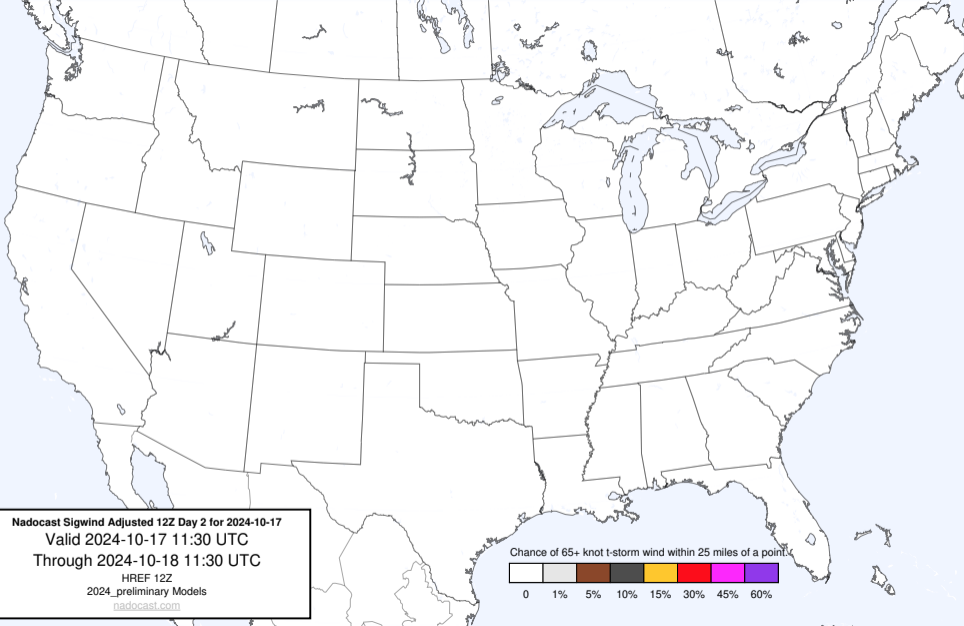 Nadocast Sigwind Adjusted 12Z Day 2 for 2024-10-17
Valid 2024-10-17 11:30 UTC
Through 2024-10-18 11:30 UTC
HREF 12Z
2024_preliminary Models
nadocast.com
Chance of 65+ knot t-storm wind within 25 miles of a point.
0 1% 5% 10% 15% 30% 45% 60%